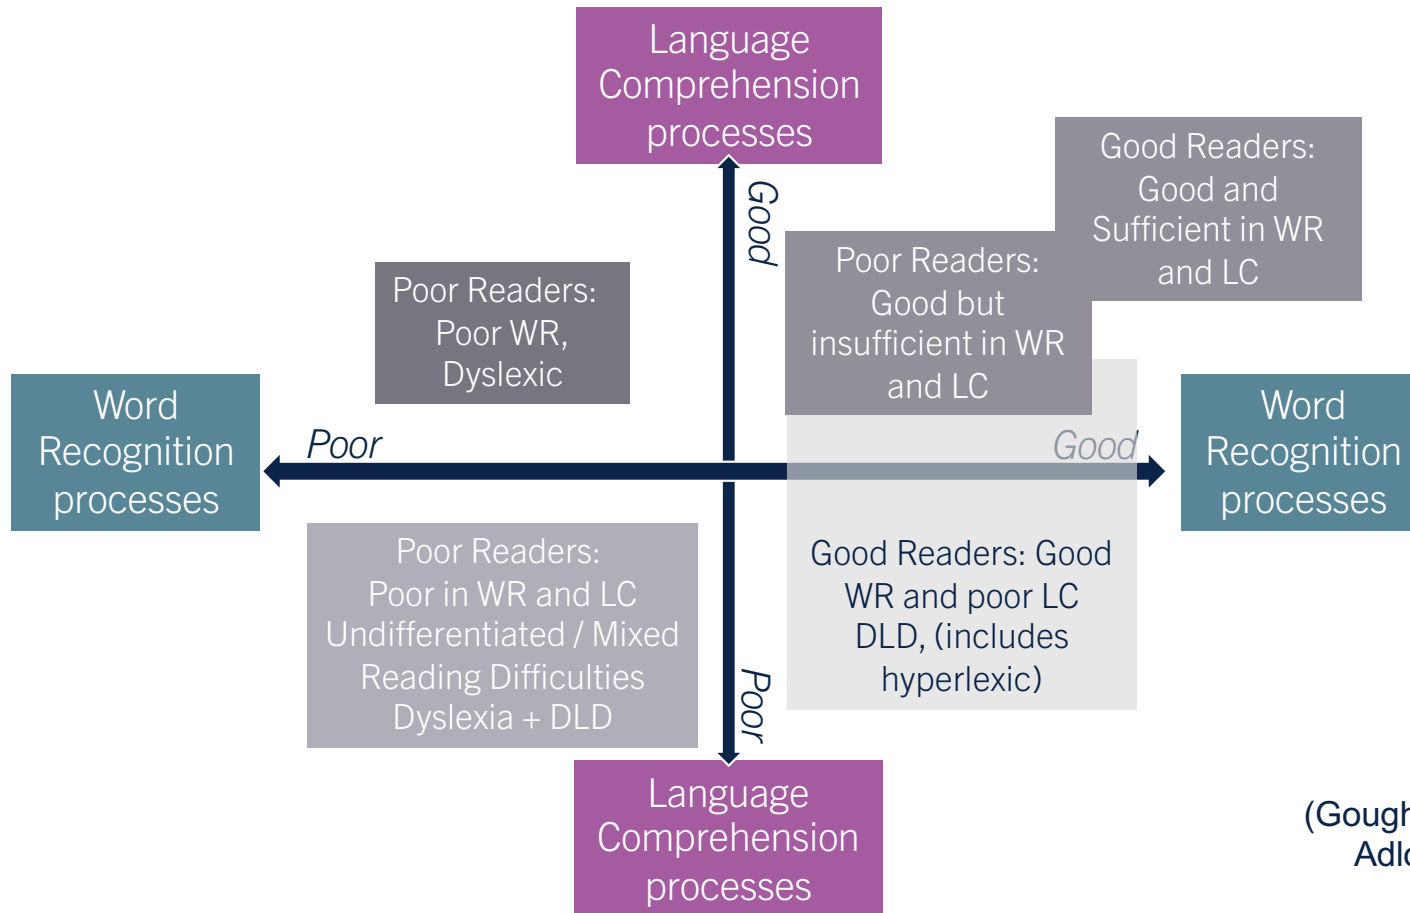 Language
Comprehension
processes
Good Readers:
Good and
Sufficient in WR
and LC
Good
Poor Readers:
Good but
insufficient in WR
and LC
Poor Readers:
Poor WR,
Dyslexic
Word
Recognition
processes
Poor
Good
Word
Recognition
processes
Poor Readers:
Poor in WR and LC
Undifferentiated / Mixed
Reading Difficulties
Dyslexia + DLD
Good Readers: Good
WR and poor LC
DLD, (includes
hyperlexic)
Poor
Language
Comprehension
processes
(Gough